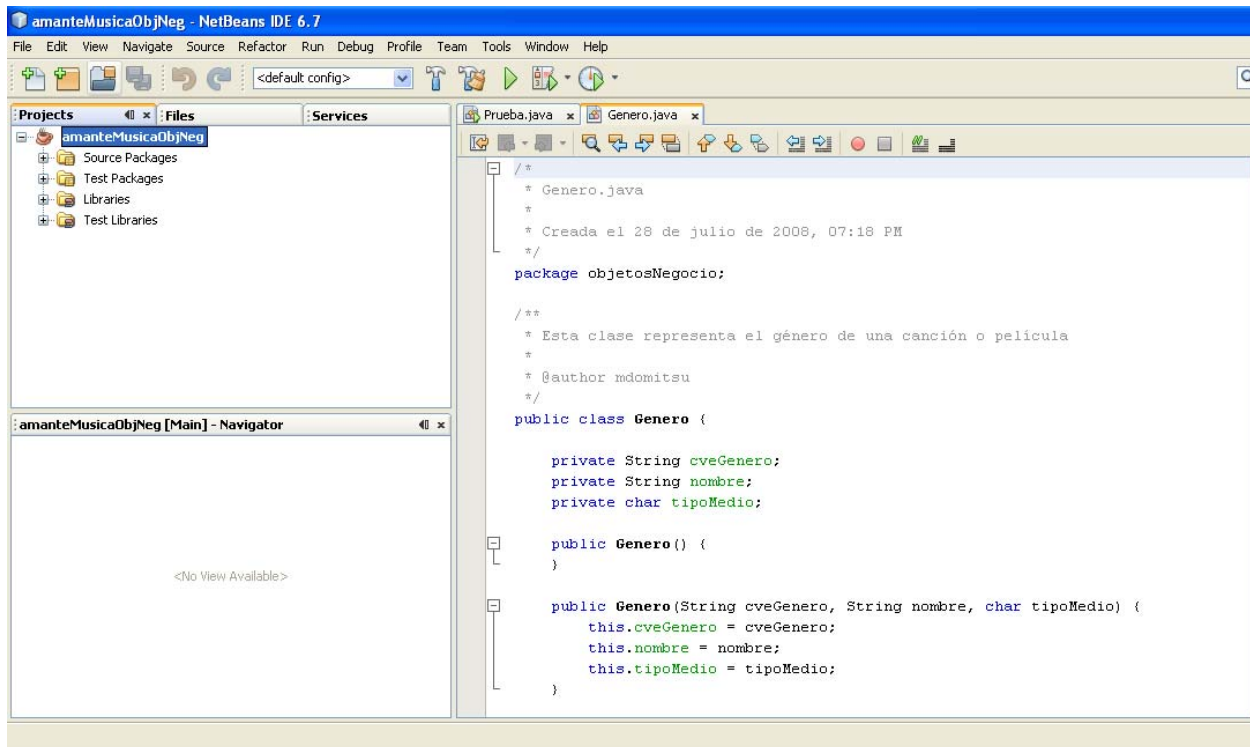 amanteMusicaObjNeg - NetBeans IDE 6.7
File Edit View Navigate Source Refactor Run Debug Profile Team Tools Window Help
<default config>
Projects Files Services
amanteMusicaObjNeg
Source Packages
Test Packages
Libraries
Test Libraries
amanteMusicaObjNeg [Main] - Navigator
<No View Available>
Prueba.java Genero.java
/*
* Genero.java
*
* Creada el 28 de julio de 2008, 07:18 PM
*/
package objetosNegocio;
/**
* Esta clase representa el género de una canción o película
*
* @author mdomitsu
*/
public class Genero {
private String cveGenero;
private String nombre;
private char tipoMedio;
public Genero() {
}
public Genero(String cveGenero, String nombre, char tipoMedio) {
this.cveGenero = cveGenero;
this.nombre = nombre;
this.tipoMedio = tipoMedio;
}